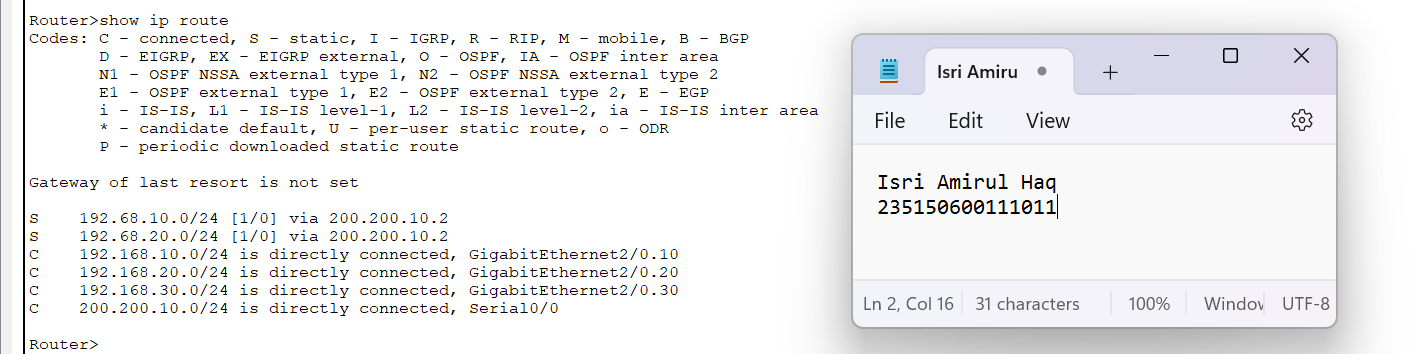 Router>show ip route
Codes: C - connected, S - static, I - IGRP, R - RIP, M - mobile, B - BGP
D - EIGRP, EX - EIGRP external, O - OSPF, IA - OSPF inter area
N1 - OSPF NSSA external type 1, N2 - OSPF NSSA external type 2
E1 - OSPF external type 1, E2 - OSPF external type 2, E - EGP
i - IS-IS, L1 - IS-IS level-1, L2 - IS-IS level-2, ia - IS-IS inter area
* - candidate default, U - per-user static route, o - ODR
P - periodic downloaded static route
Gateway of last resort is not set
S 192.68.10.0/24 [1/0] via 200.200.10.2
S 192.68.20.0/24 [1/0] via 200.200.10.2
C 192.168.10.0/24 is directly connected, GigabitEthernet2/0.10
C 192.168.20.0/24 is directly connected, GigabitEthernet2/0.20
C 192.168.30.0/24 is directly connected, GigabitEthernet2/0.30
C 200.200.10.0/24 is directly connected, Serial0/0
Router>
Isri Amiru
File Edit View
Isri Amirul Haq
235150600111011
Ln 2, Col 16 31 characters 100% Window UTF-8